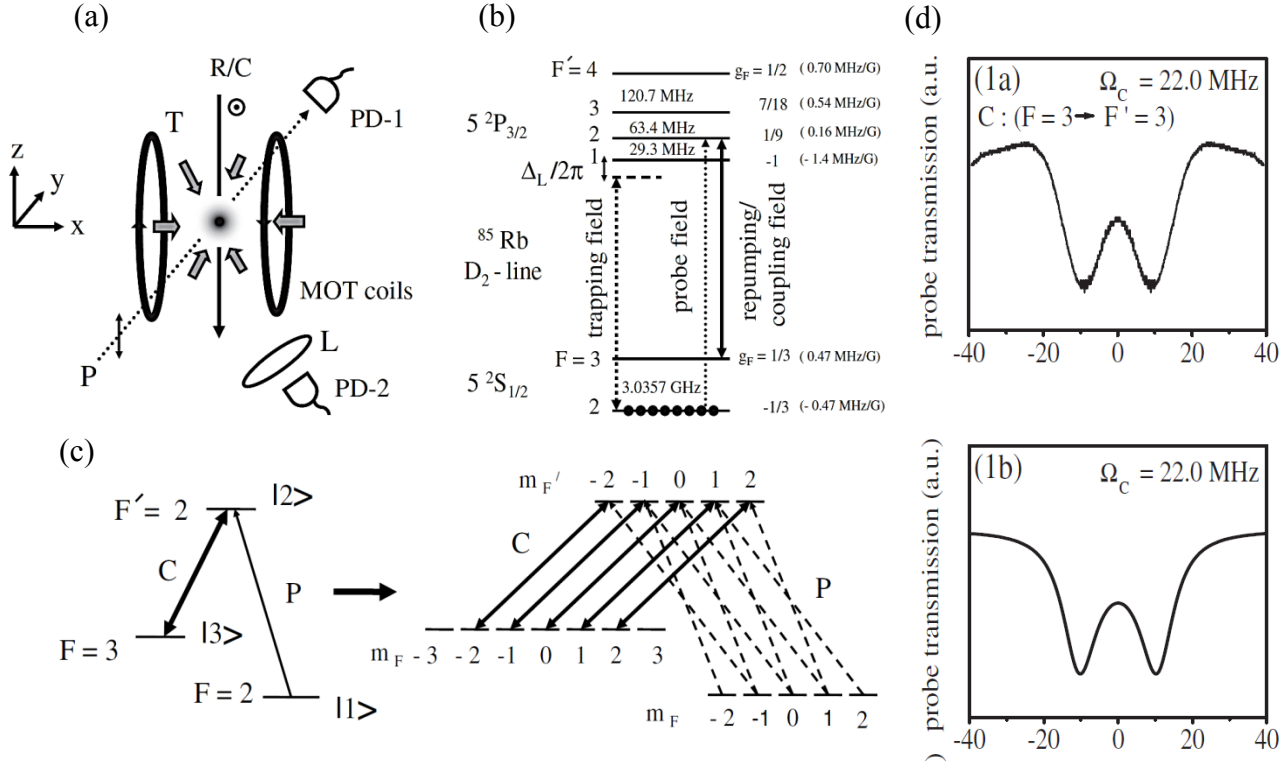 (a)
R/C
PD-1
T
z
y
x
MOT coils
L
P
PD-2
(b)
F′= 4
g_F = 1/2 ( 0.70 MHz/G)
120.7 MHz
3
7/18 ( 0.54 MHz/G)
5 ²P₃/₂
63.4 MHz
2
1/9 ( 0.16 MHz/G)
29.3 MHz
1
-1 (- 1.4 MHz/G)
Δ_L/2π
trapping field
probe field
repumping/
coupling field
⁸⁵ Rb
D₂ - line
F = 3
g_F = 1/3 ( 0.47 MHz/G)
5 ²S₁/₂
3.0357 GHz
2
-1/3 (- 0.47 MHz/G)
(c)
F′ = 2
|2>
C
P
F = 3
|3>
F = 2
|1>
m_F′ - 2 -1 0 1 2
C
P
m_F - 3 - 2 -1 0 1 2 3
m_F - 2 -1 0 1 2
(d)
probe transmission (a.u.)
(1a)
Ω_C = 22.0 MHz
C : (F = 3 → F ' = 3)
-40 -20 0 20 40
probe transmission (a.u.)
(1b)
Ω_C = 22.0 MHz
-40 -20 0 20 40
)